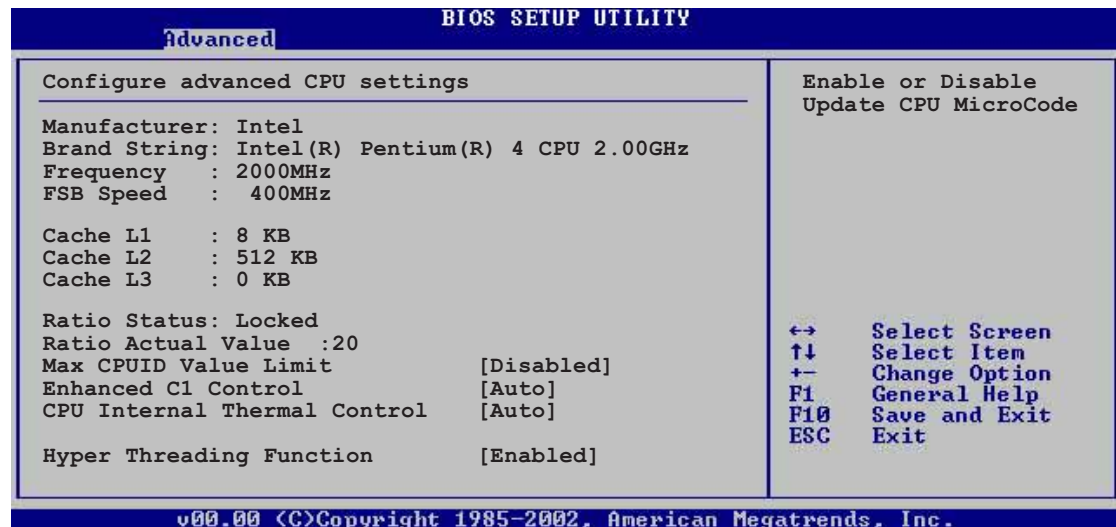 BIOS SETUP UTILITY
Advanced
Configure advanced CPU settings
Manufacturer: Intel
Brand String: Intel(R) Pentium(R) 4 CPU 2.00GHz
Frequency : 2000MHz
FSB Speed : 400MHz
Cache L1 : 8 KB
Cache L2 : 512 KB
Cache L3 : 0 KB
Ratio Status: Locked
Ratio Actual Value :20
Max CPUID Value Limit [Disabled]
Enhanced C1 Control [Auto]
CPU Internal Thermal Control [Auto]
Hyper Threading Function [Enabled]
Enable or Disable
Update CPU MicroCode
←→ Select Screen
↑↓ Select Item
+- Change Option
F1 General Help
F10 Save and Exit
ESC Exit
v00.00 (C)Copyright 1985-2002, American Megatrends, Inc.